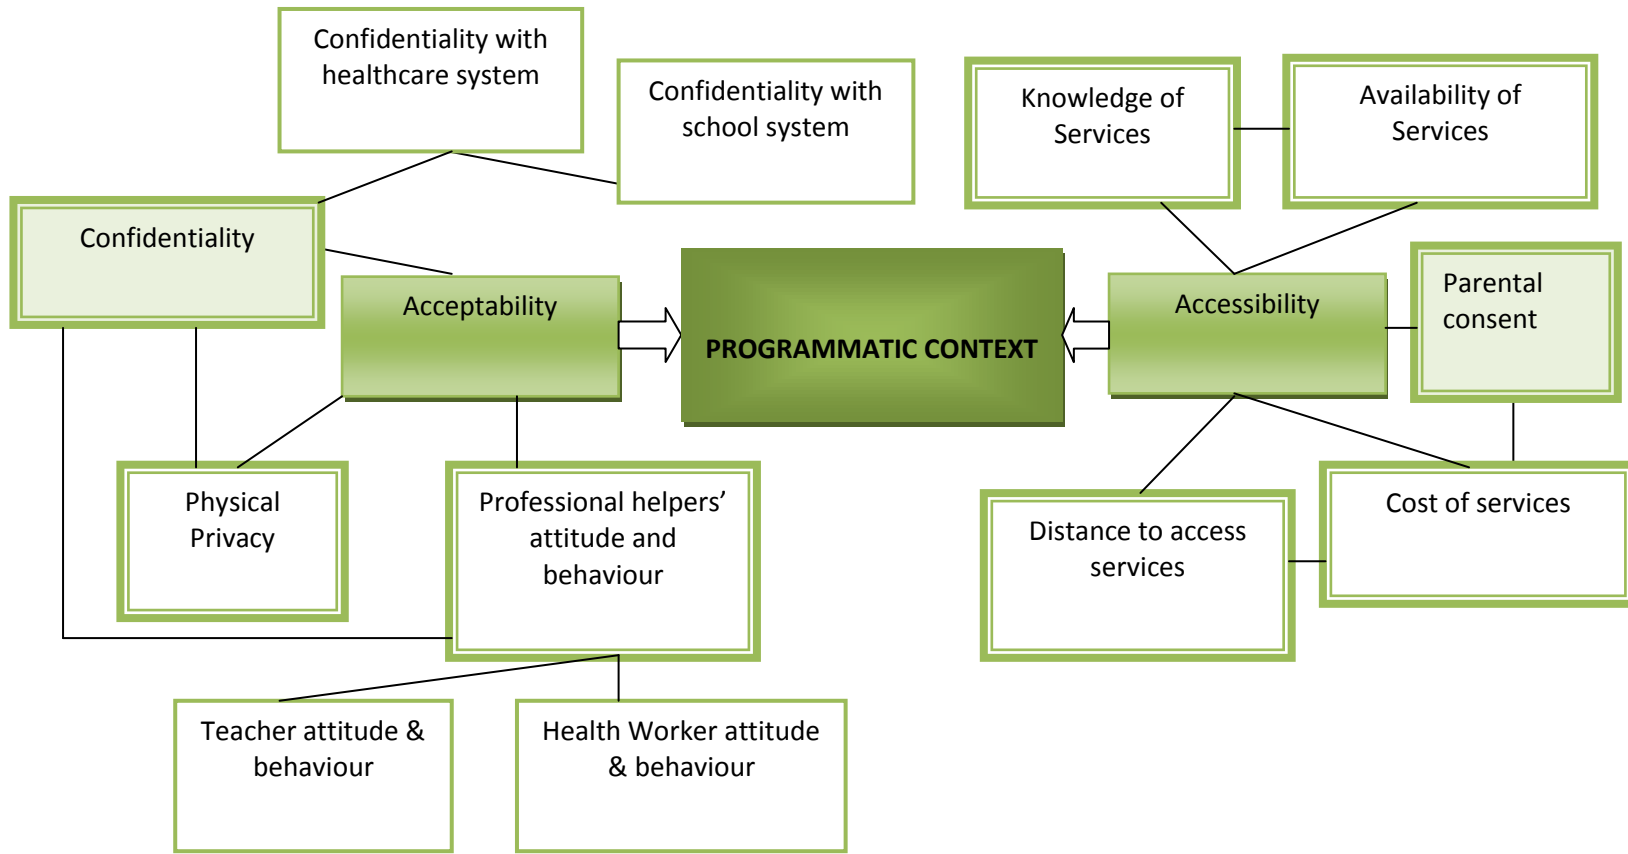 Confidentiality with
healthcare system
Confidentiality with
school system
Knowledge of
Services
Availability of
Services
Confidentiality
Acceptability
PROGRAMMATIC CONTEXT
Accessibility
Parental
consent
Physical
Privacy
Professional helpers’
attitude and
behaviour
Distance to access
services
Cost of services
Teacher attitude &
behaviour
Health Worker attitude
& behaviour